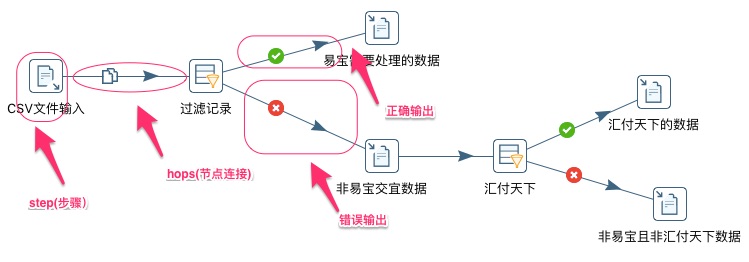 易宝需要处理的数据
CSV文件输入
过滤记录
正确输出
汇付天下的数据
hops(节点连接)
step(步骤)
非易宝交宜数据
汇付天下
错误输出
非易宝且非汇付天下数据